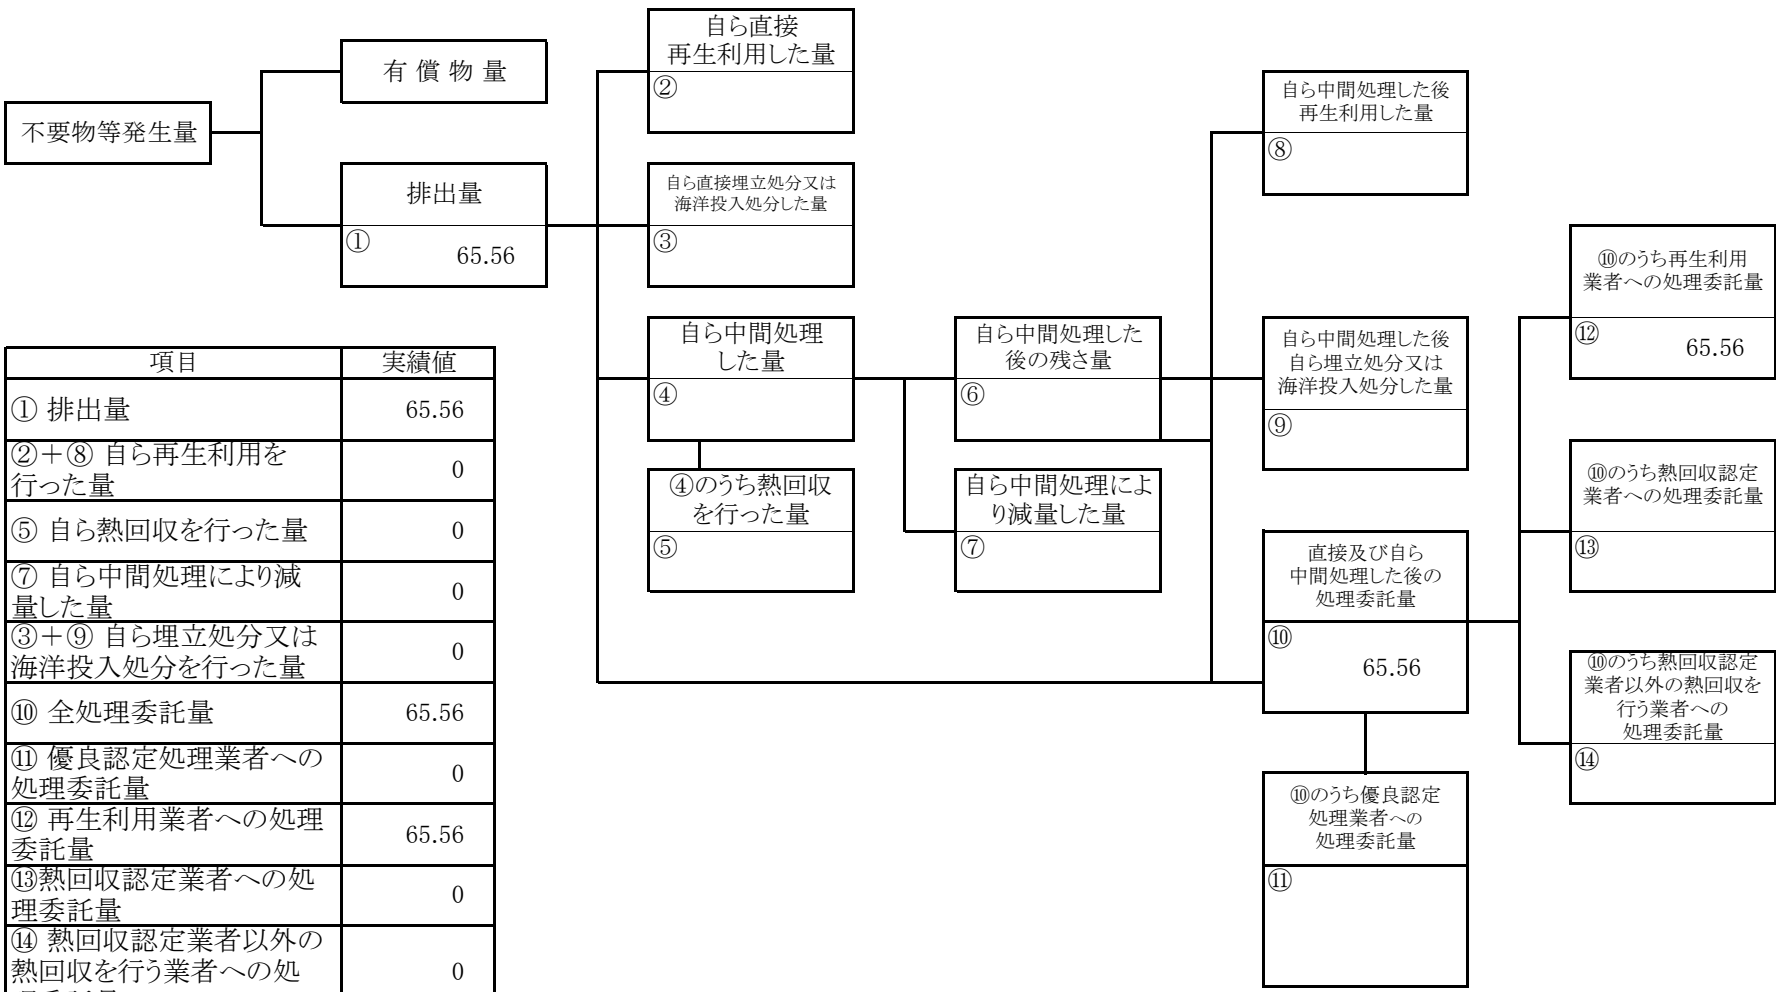 自ら直接
再生利用した量
②
有 償 物 量
不要物等発生量
排出量
①
65.56
自ら直接埋立処分又は
海洋投入処分した量
③
自ら中間処理した後
再生利用した量
⑧
⑩のうち再生利用
業者への処理委託量
⑫
65.56
自ら中間処理
した量
④
自ら中間処理した
後の残さ量
⑥
自ら中間処理した後
自ら埋立処分又は
海洋投入処分した量
⑨
④のうち熱回収
を行った量
⑤
自ら中間処理によ
り減量した量
⑦
⑩のうち熱回収認定
業者への処理委託量
⑬
直接及び自ら
中間処理した後の
処理委託量
⑩
65.56
⑩のうち熱回収認定
業者以外の熱回収を
行う業者への
処理委託量
⑭
⑩のうち優良認定
処理業者への
処理委託量
⑪
項目 実績値
① 排出量 65.56
②＋⑧ 自ら再生利用を
行った量 0
⑤ 自ら熱回収を行った量 0
⑦ 自ら中間処理により減
量した量 0
③＋⑨ 自ら埋立処分又は
海洋投入処分を行った量 0
⑩ 全処理委託量 65.56
⑪ 優良認定処理業者への
処理委託量 0
⑫ 再生利用業者への処理
委託量 65.56
⑬熱回収認定業者への処
理委託量 0
⑭ 熱回収認定業者以外の
熱回収を行う業者への処 0